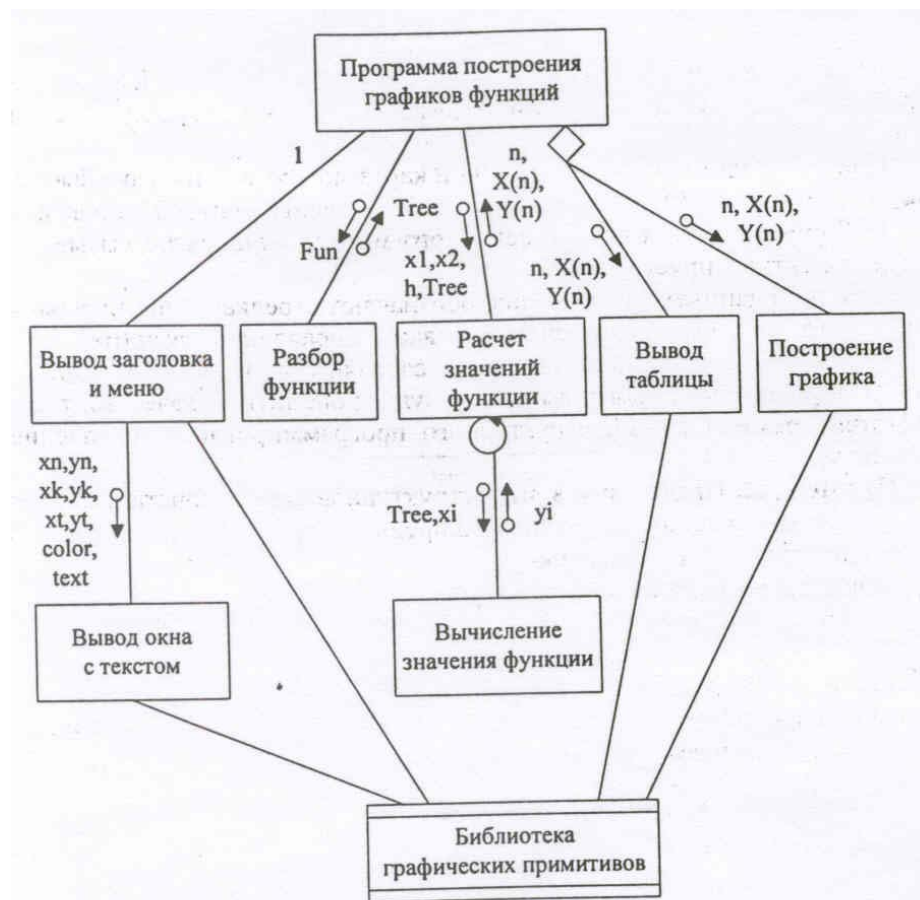 Программа построения
графиков функций
1
Fun
Tree
x1,x2,
h,Tree
n,
X(n),
Y(n)
n, X(n),
Y(n)
n, X(n),
Y(n)
Вывод заголовка
и меню
Разбор
функции
Расчет
значений
функции
Вывод
таблицы
Построение
графика
xn,yn,
xk,yk,
xt,yt,
color,
text
Tree,xi
yi
Вывод окна
с текстом
Вычисление
значения функции
Библиотека
графических примитивов